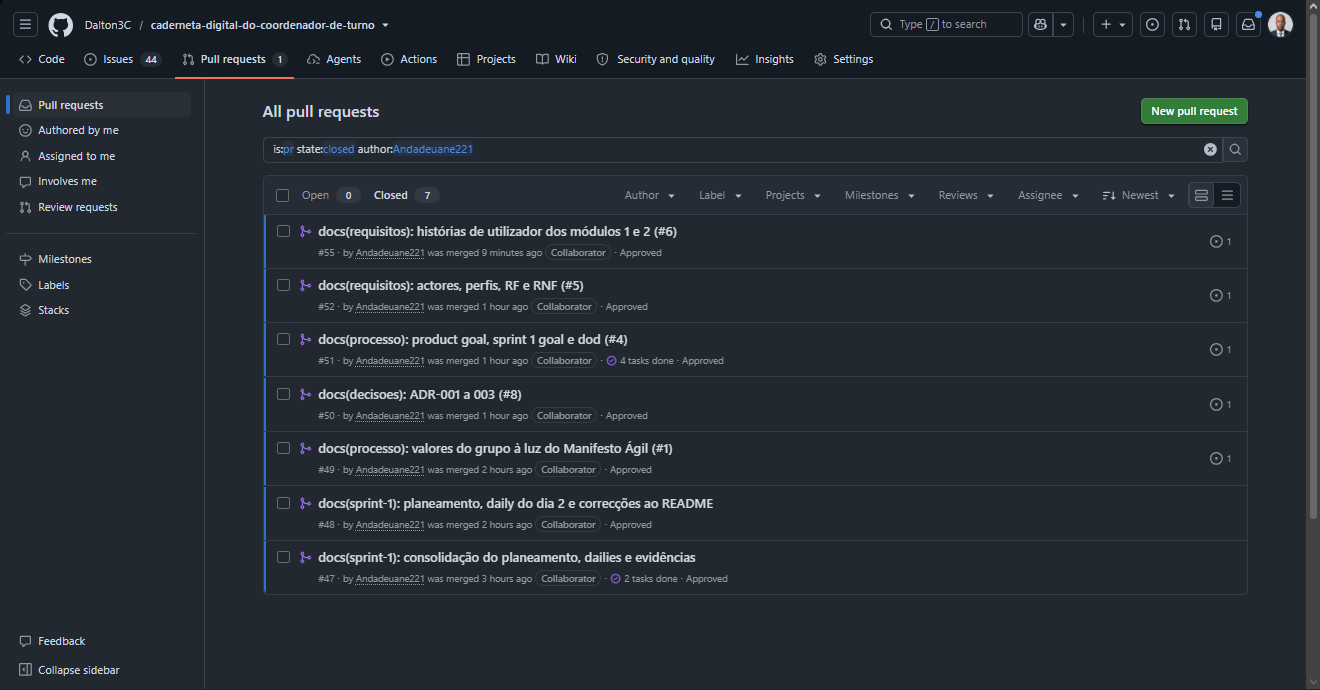 Dalton3C / caderneta-digital-do-coordenador-de-turno
Type / to search
Code Issues 44 Pull requests 1 Agents Actions Projects Wiki Security and quality Insights Settings
Pull requests
Authored by me
Assigned to me
Involves me
Review requests
Milestones
Labels
Stacks
Feedback
Collapse sidebar
All pull requests
New pull request
is:pr state:closed author:Andadeuane221
Open 0 Closed 7 Author Label Projects Milestones Reviews Assignee Newest
docs(requisitos): histórias de utilizador dos módulos 1 e 2 (#6)
#55 · by Andadeuane221 was merged 9 minutes ago Collaborator · Approved
1
docs(requisitos): actores, perfis, RF e RNF (#5)
#52 · by Andadeuane221 was merged 1 hour ago Collaborator · Approved
1
docs(processo): product goal, sprint 1 goal e dod (#4)
#51 · by Andadeuane221 was merged 1 hour ago Collaborator · 4 tasks done · Approved
1
docs(decisoes): ADR-001 a 003 (#8)
#50 · by Andadeuane221 was merged 1 hour ago Collaborator · Approved
1
docs(processo): valores do grupo à luz do Manifesto Ágil (#1)
#49 · by Andadeuane221 was merged 2 hours ago Collaborator · Approved
1
docs(sprint-1): planeamento, daily do dia 2 e correcções ao README
#48 · by Andadeuane221 was merged 2 hours ago Collaborator · Approved
docs(sprint-1): consolidação do planeamento, dailies e evidências
#47 · by Andadeuane221 was merged 3 hours ago Collaborator · 2 tasks done · Approved